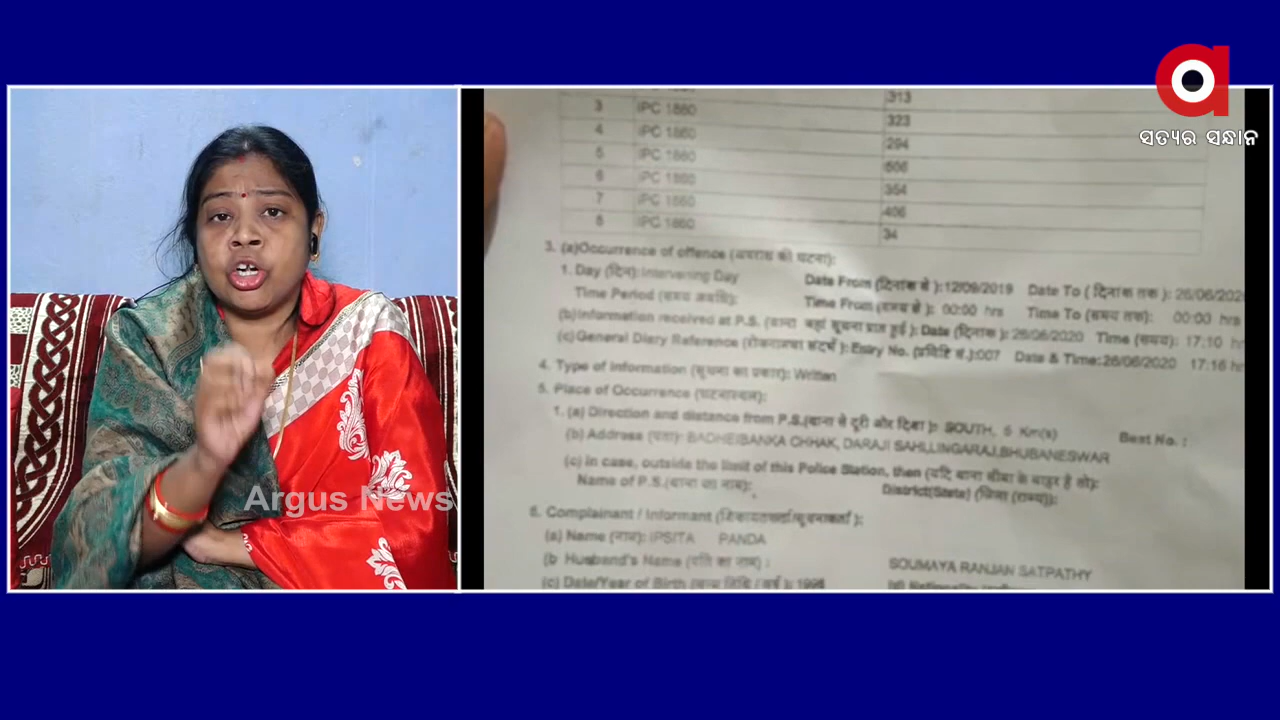 ସତ୍ୟର ସନ୍ଧାନ
Argus News
313
3 IPC 1860 323
4 IPC 1860 294
5 IPC 1860 506
6 IPC 1860 354
7 IPC 1860 406
8 IPC 1860 34
3. (a)Occurrence of offence (अपराध की घटना):
1. Day (दिन): Intervening Day Date From (दिनांक से ):12/09/2019 Date To ( दिनांक तक ): 26/06/2020
Time Period (समय अवधि): Time From (समय से ): 00:00 hrs Time To (समय तक): 00:00 hrs
(b)Information received at P.S. (थाना जहां सूचना प्राप्त हुई ): Date (दिनांक ): 26/06/2020 Time (समय): 17:10 hr
(c)General Diary Reference (रोजनामचा संदर्भ ): Entry No. (प्रविष्टि सं.):007 Date & Time:26/06/2020 17:16 hr
4. Type of Information (सूचना का प्रकार): Written
5. Place of Occurrence (घटनास्थल):
1. (a) Direction and distance from P.S.(थाना से दूरी और दिशा ): SOUTH, 5 Km(s) Beat No. :
(b) Address (पता): BADHEIBANKA CHHAK, DARAJI SAHI,LINGARAJ,BHUBANESWAR
(c) In case, outside the limit of this Police Station, then (यदि थाना सीमा के बाहर है तो):
Name of P.S.(थाना का नाम): District(State) (जिला (राज्य)):
6. Complainant / Informant (शिकायतकर्ता/सूचनाकर्ता ):
(a) Name (नाम): IPSITA PANDA
(b Husband's Name (पति का नाम) : SOUMAYA RANJAN SATPATHY
(c) Date/Year of Birth (जन्म तिथि / वर्ष ): 1996